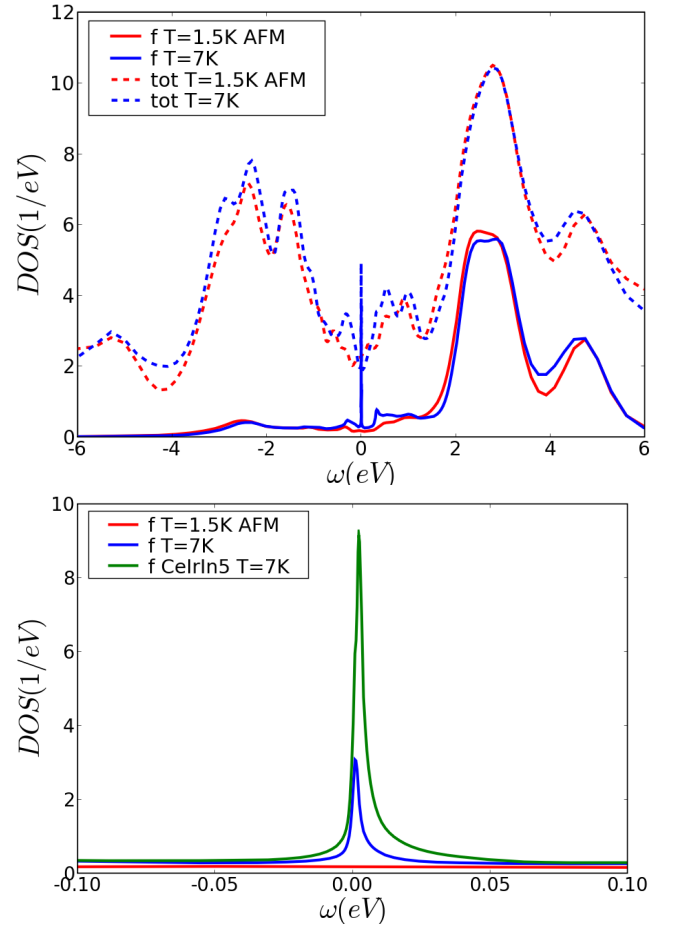 12
10
8
6
4
2
0
DOS(1/eV)
f T=1.5K AFM
f T=7K
tot T=1.5K AFM
tot T=7K
-6 -4 -2 0 2 4 6
ω(eV)
10
8
6
4
2
0
DOS(1/eV)
f T=1.5K AFM
f T=7K
f CeIrIn5 T=7K
-0.10 -0.05 0.00 0.05 0.10
ω(eV)